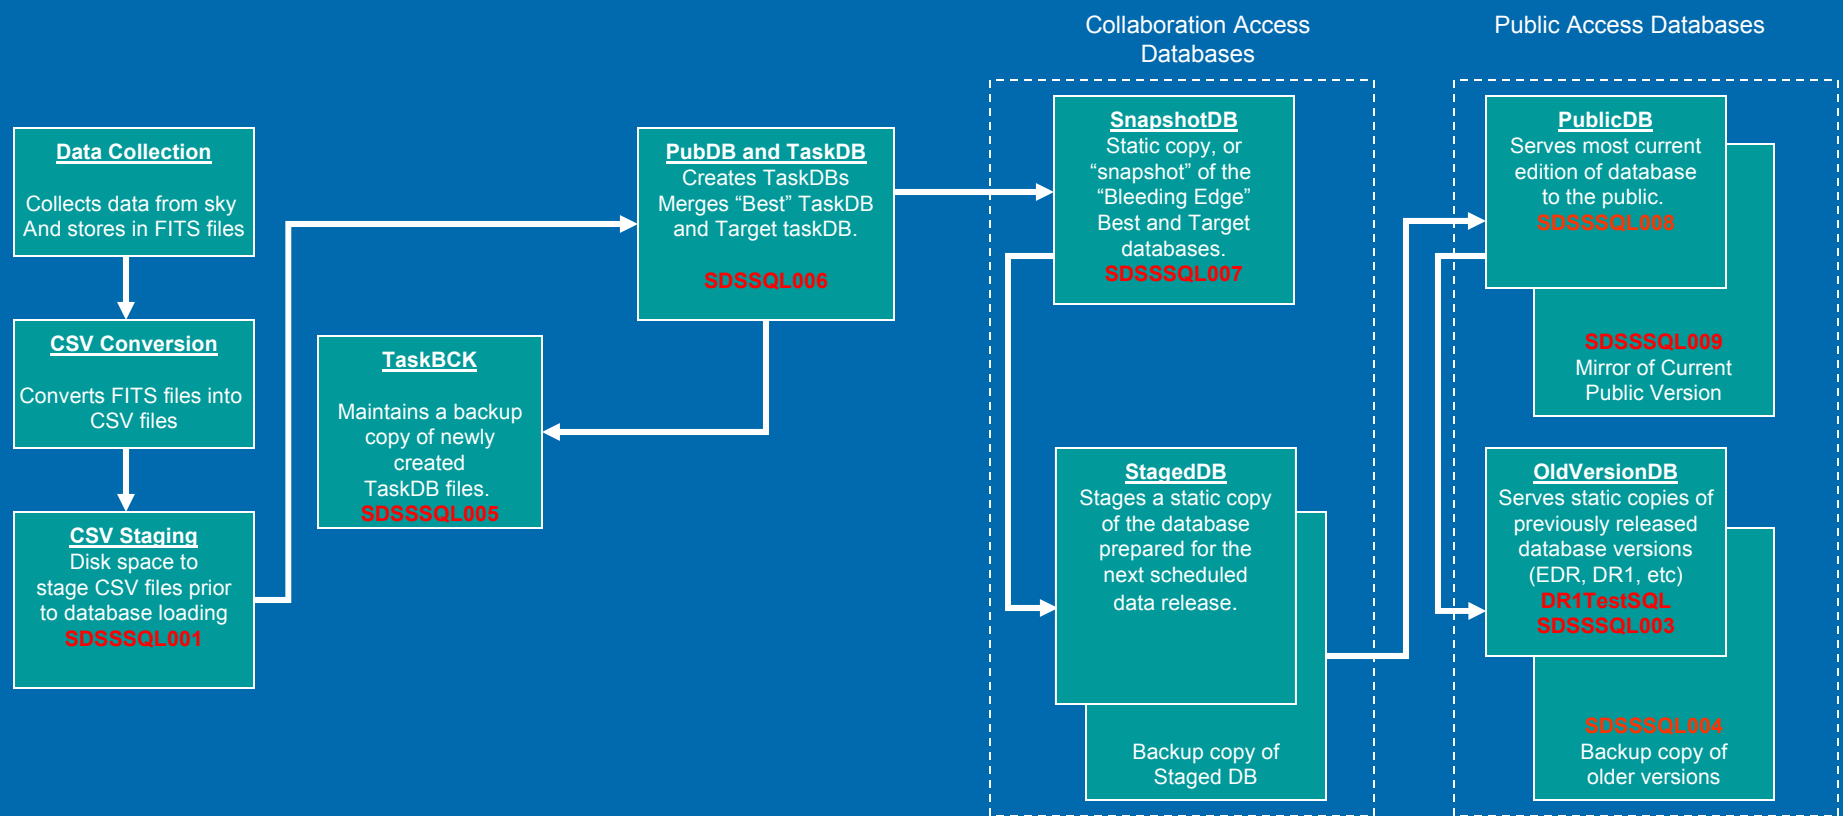 Collaboration Access
Databases
Public Access Databases
Data Collection
Collects data from sky
And stores in FITS files
CSV Conversion
Converts FITS files into
CSV files
CSV Staging
Disk space to
stage CSV files prior
to database loading
SDSSSQL001
TaskBCK
Maintains a backup
copy of newly
created
TaskDB files.
SDSSSQL005
PubDB and TaskDB
Creates TaskDBs
Merges “Best” TaskDB
and Target taskDB.
SDSSQL006
SnapshotDB
Static copy, or
“snapshot” of the
“Bleeding Edge”
Best and Target
databases.
SDSSSQL007
StagedDB
Stages a static copy
of the database
prepared for the
next scheduled
data release.
Backup copy of
Staged DB
PublicDB
Serves most current
edition of database
to the public.
SDSSSQL008
SDSSSQL009
Mirror of Current
Public Version
OldVersionDB
Serves static copies of
previously released
database versions
(EDR, DR1, etc)
DR1TestSQL
SDSSSQL003
SDSSSQL004
Backup copy of
older versions